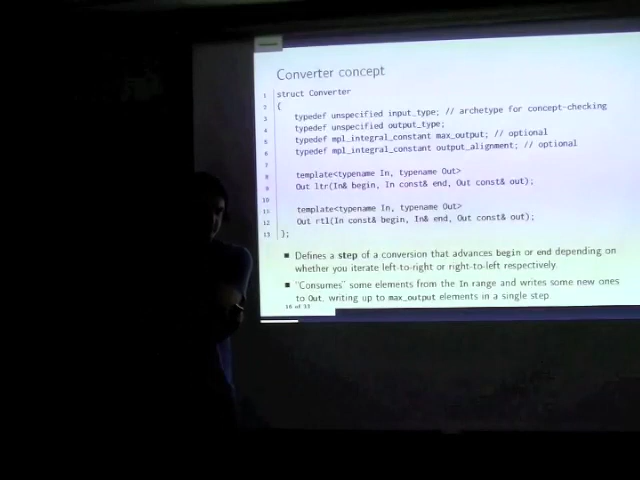 Converter concept
1 struct Converter
2 {
3 typedef unspecified input_type; // archetype for concept-checking
4 typedef unspecified output_type;
5 typedef mpl_integral_constant max_output; // optional
6 typedef mpl_integral_constant output_alignment; // optional
7
8 template<typename In, typename Out>
9 Out ltr(In& begin, In const& end, Out const& out);
10
11 template<typename In, typename Out>
12 Out rtl(In const& begin, In& end, Out const& out);
13 };
■ Defines a step of a conversion that advances begin or end depending on
whether you iterate left-to-right or right-to-left respectively
■ "Consumes" some elements from the In range and writes some new ones
to Out, writing up to max_output elements in a single step
16 of 33